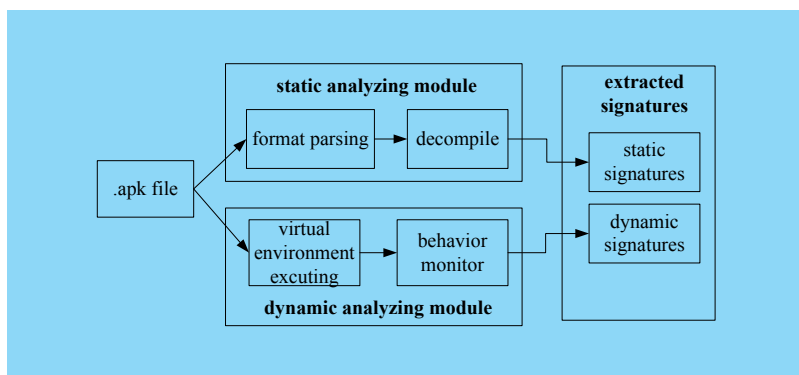 static analyzing module
format parsing
decompile
.apk file
virtual
environment
excuting
behavior
monitor
dynamic analyzing module
extracted
signatures
static
signatures
dynamic
signatures